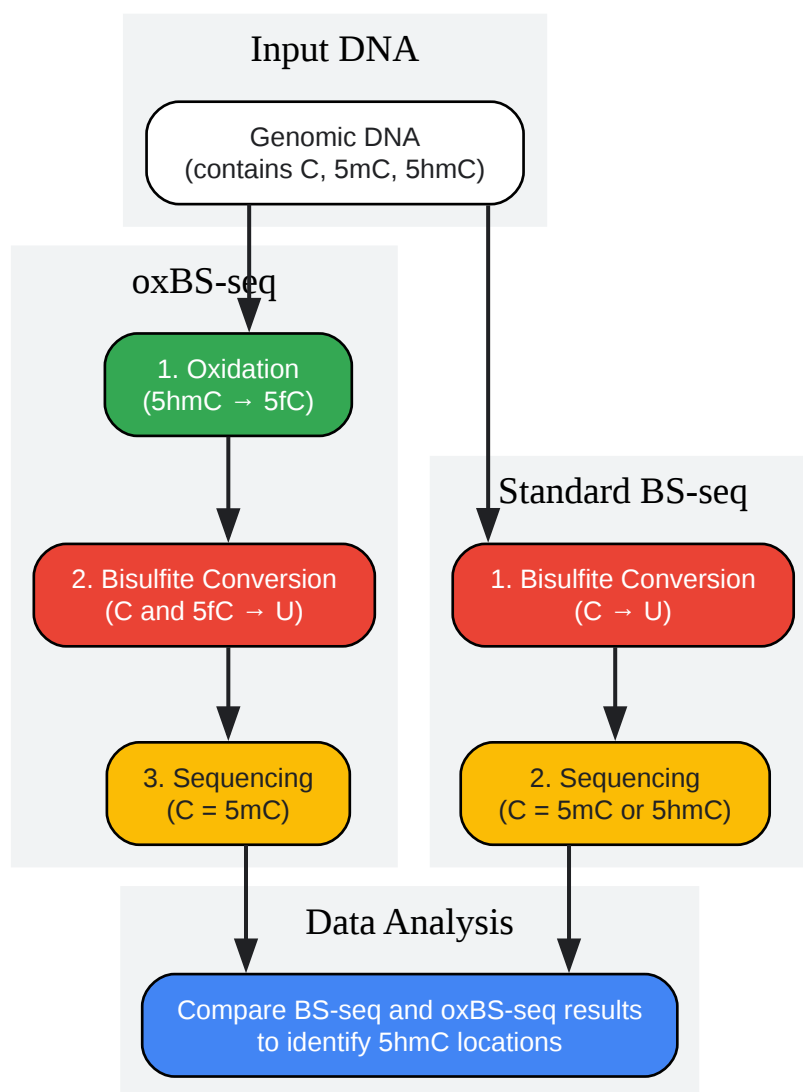 Input DNA
Genomic DNA
(contains C, 5mC, 5hmC)
oxBS-seq
1. Oxidation
(5hmC → 5fC)
2. Bisulfite Conversion
(C and 5fC → U)
3. Sequencing
(C = 5mC)
Standard BS-seq
1. Bisulfite Conversion
(C → U)
2. Sequencing
(C = 5mC or 5hmC)
Data Analysis
Compare BS-seq and oxBS-seq results
to identify 5hmC locations